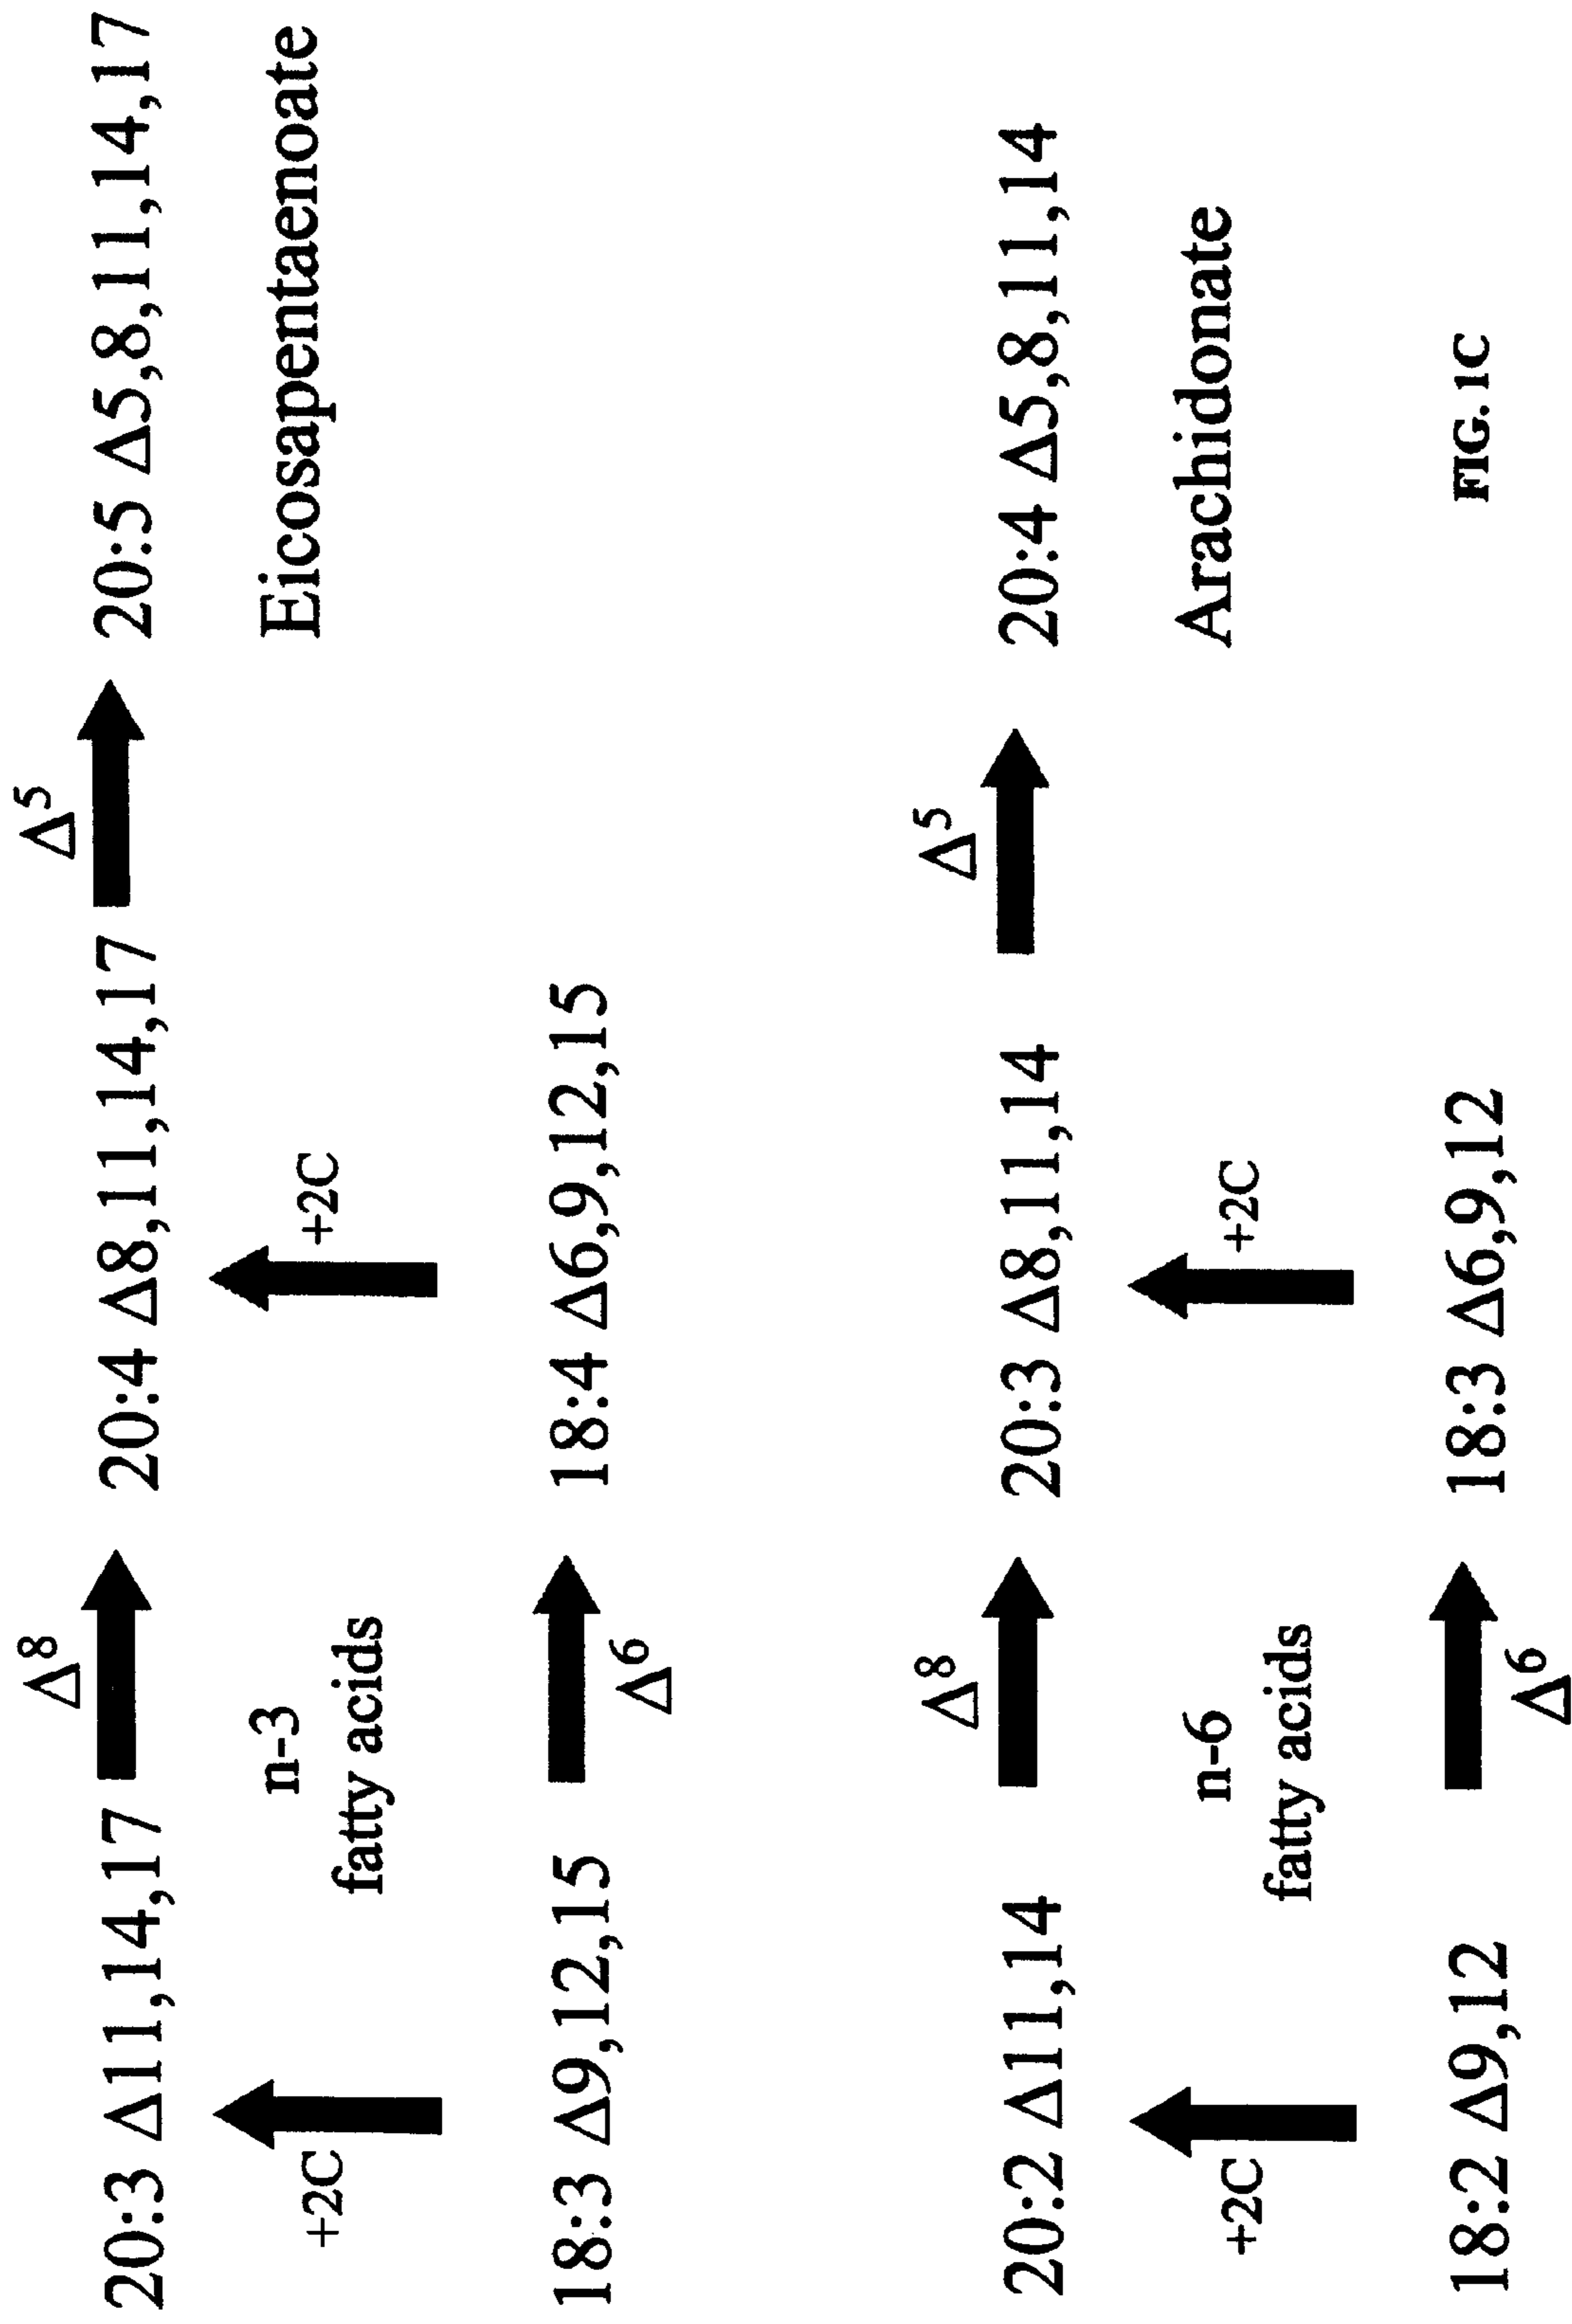 Δ⁸
Δ⁵
20:3 Δ11,14,17
20:4 Δ8,11,14,17
20:5 Δ5,8,11,14,17
+2C
n-3
fatty acids
+2C
Eicosapentaenoate
18:3 Δ9,12,15
18:4 Δ6,9,12,15
Δ⁶
Δ⁸
Δ⁵
20:2 Δ11,14
20:3 Δ8,11,14
20:4 Δ5,8,11,14
+2C
n-6
fatty acids
+2C
Arachidonate
18:2 Δ9,12
18:3 Δ6,9,12
Δ⁶
FIG. 1C